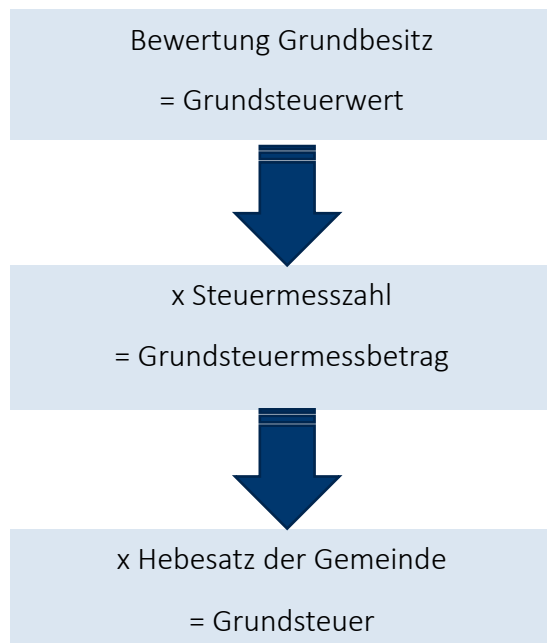 Bewertung Grundbesitz
= Grundsteuerwert
x Steuermesszahl
= Grundsteuermessbetrag
x Hebesatz der Gemeinde
= Grundsteuer